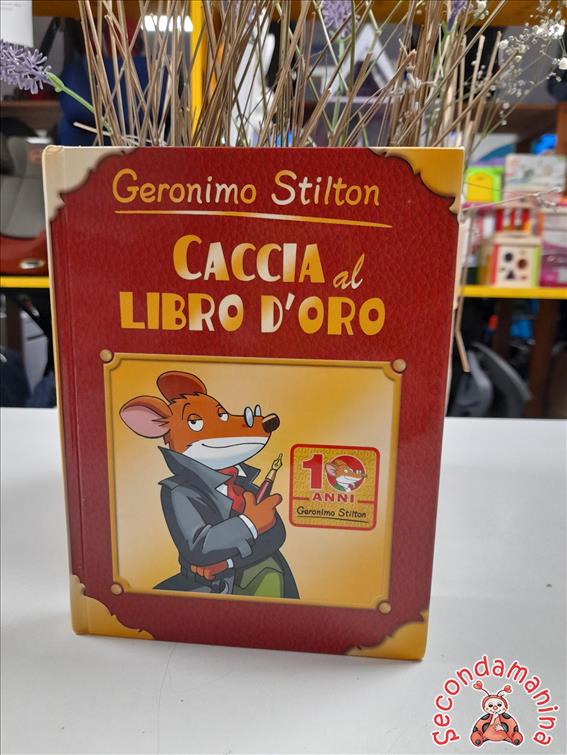 Geronimo Stilton
CACCIA al
LIBRO D'ORO
10
ANNI
Geronimo Stilton
Secondamanina